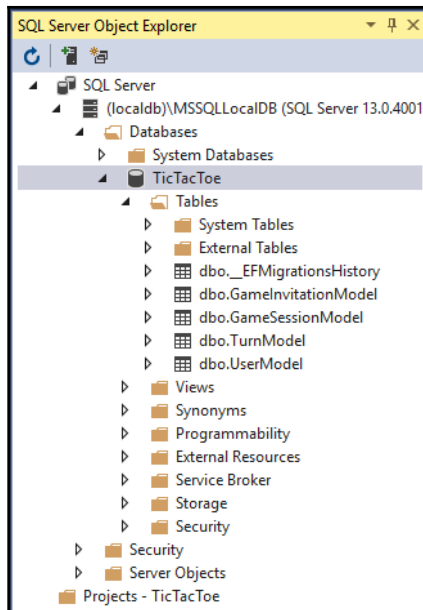 SQL Server Object Explorer
SQL Server
(localdb)\MSSQLLocalDB (SQL Server 13.0.4001
Databases
System Databases
TicTacToe
Tables
System Tables
External Tables
dbo.__EFMigrationsHistory
dbo.GameInvitationModel
dbo.GameSessionModel
dbo.TurnModel
dbo.UserModel
Views
Synonyms
Programmability
External Resources
Service Broker
Storage
Security
Security
Server Objects
Projects - TicTacToe